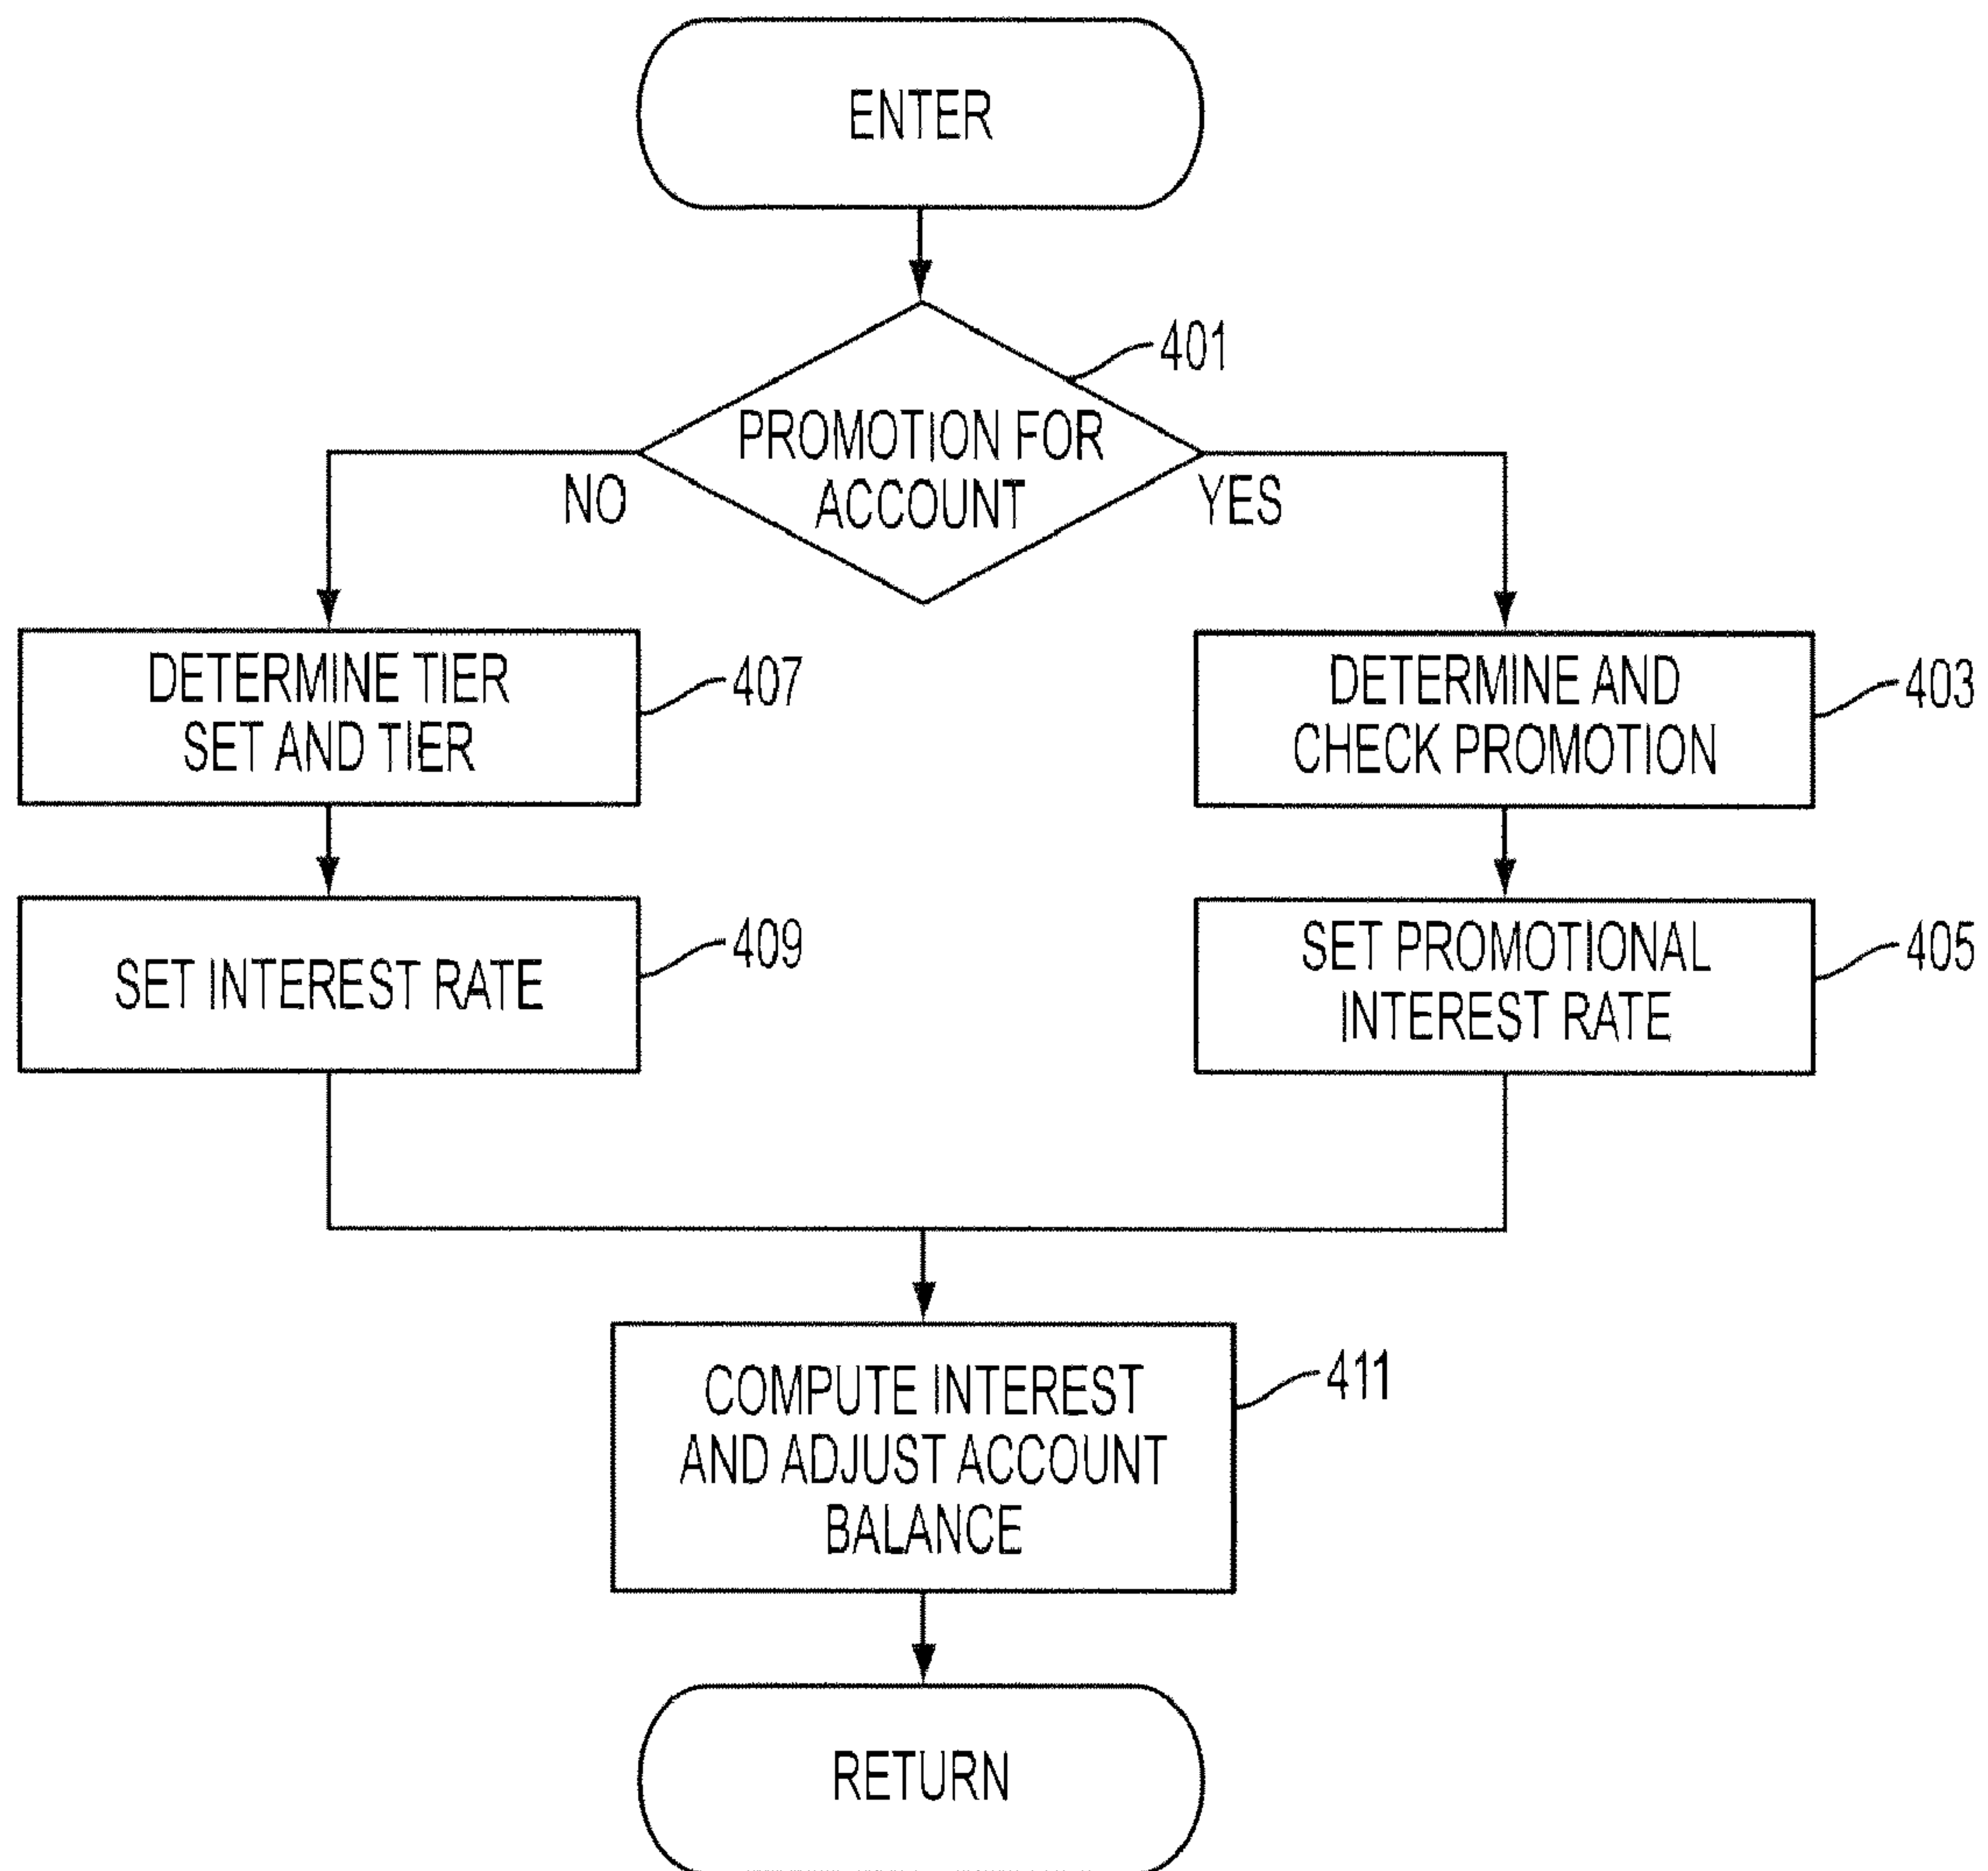 ENTER
401
PROMOTION FOR
ACCOUNT
NO
YES
DETERMINE TIER
SET AND TIER
407
DETERMINE AND
CHECK PROMOTION
403
SET INTEREST RATE
409
SET PROMOTIONAL
INTEREST RATE
405
COMPUTE INTEREST
AND ADJUST ACCOUNT
BALANCE
411
RETURN